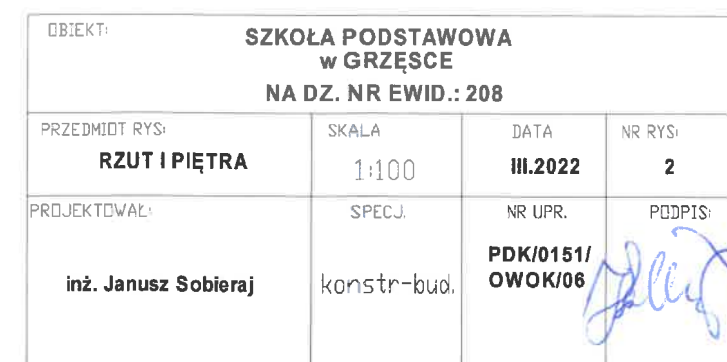 OBIEKT:
SZKOŁA PODSTAWOWA
w GRZĘSCE
NA DZ. NR EWID.: 208
PRZEDMIOT RYS:
SKALA
DATA
NR RYS:
RZUT I PIĘTRA
1:100
III.2022
2
PROJEKTOWAŁ:
SPECJ.
NR UPR.
PODPIS:
inż. Janusz Sobieraj
konstr-bud.
PDK/0151/
OWOK/06